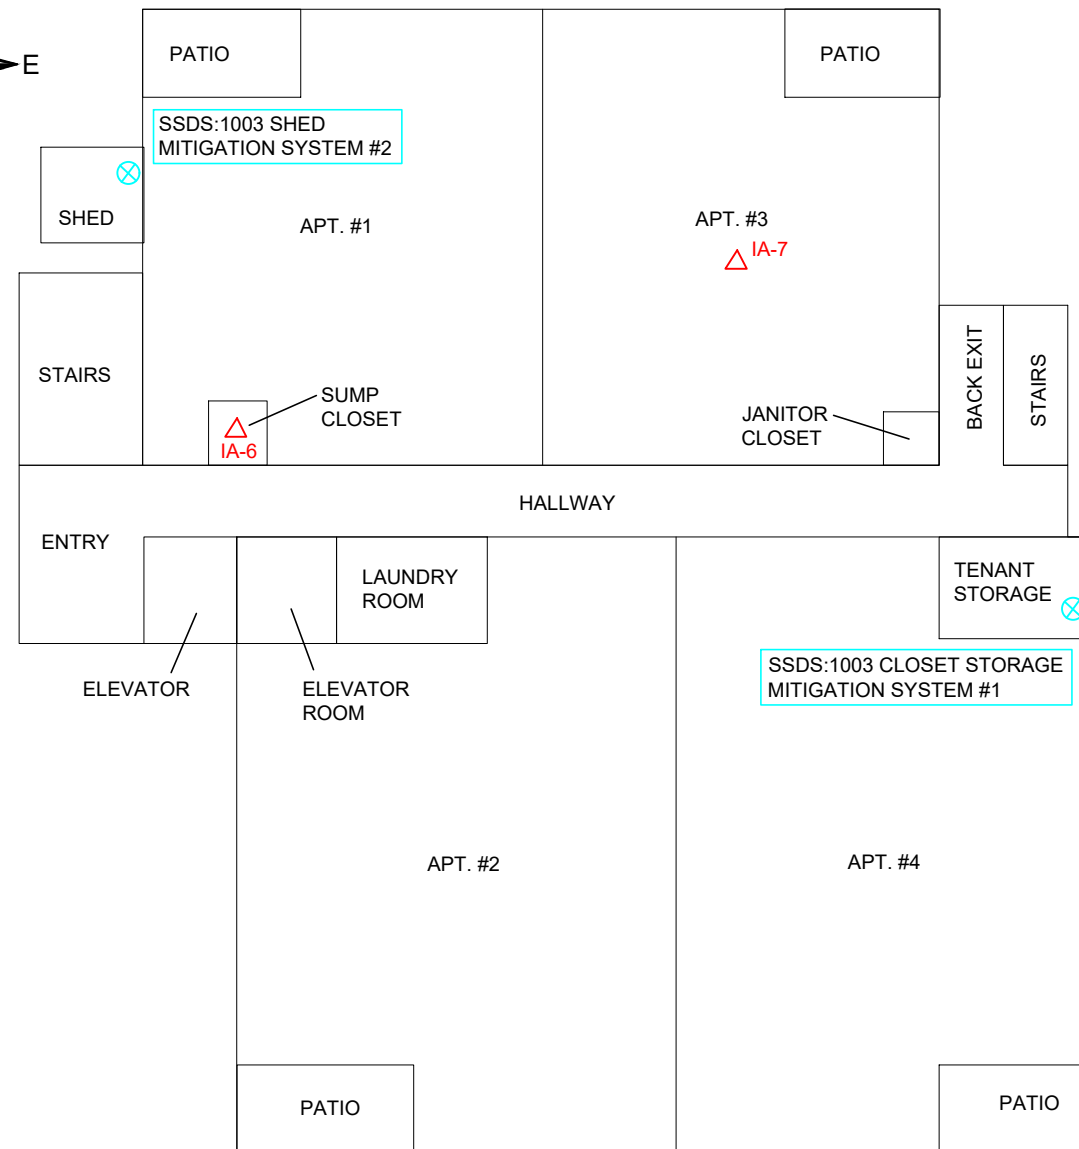 PATIO
PATIO
E
SSDS:1003 SHED
MITIGATION SYSTEM #2
SHED
APT. #1
APT. #3
IA-7
STAIRS
SUMP
CLOSET
IA-6
JANITOR
CLOSET
BACK EXIT
STAIRS
HALLWAY
ENTRY
LAUNDRY
ROOM
TENANT
STORAGE
ELEVATOR
ELEVATOR
ROOM
SSDS:1003 CLOSET STORAGE
MITIGATION SYSTEM #1
APT. #2
APT. #4
PATIO
PATIO